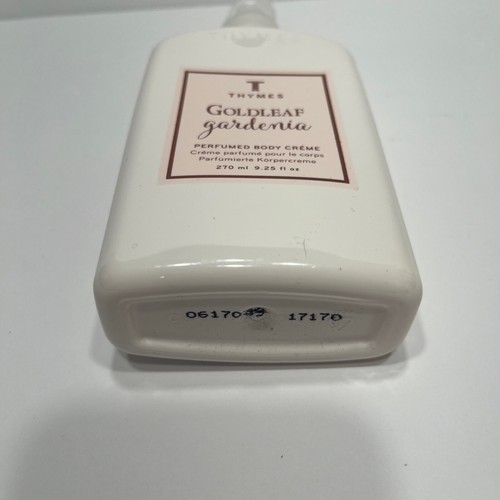 T
THYMES
GOLDLEAF
gardenia
PERFUMED BODY CRÈME
Crème parfumé pour le corps
Parfümierte Körpercreme
270 ml 9.25 fl oz
17170